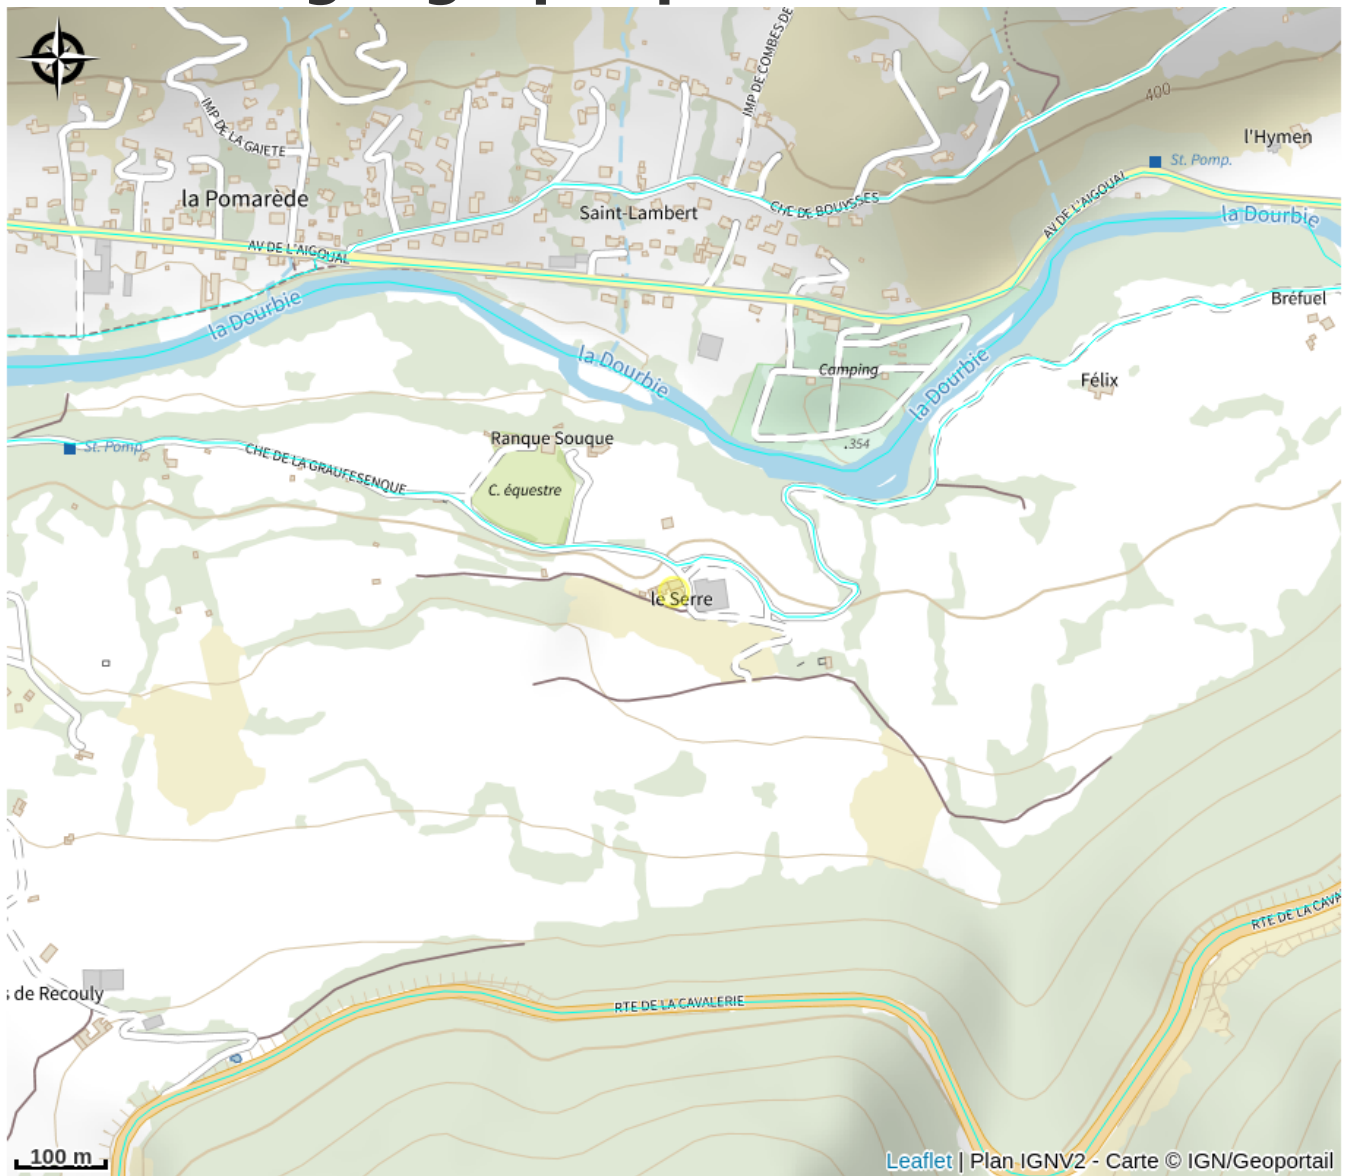 IMP DE COMBES DE
400
l'Hymen
IMP DE LA GAIETE
St. Pomp.
la Pomarède
Saint-Lambert
CHE DE BOUYSSES
AV DE L'AIGOUAL
la Dourbie
AV DE L'AIGOUAL
la Dourbie
Bréfuel
la Dourbie
Camping
la Dourbie
Félix
Ranque Souque
.354
St. Pomp.
CHE DE LA GRAUFESENQUE
C. équestre
le Serre
RTE DE LA CAVA
s de Recouly
RTE DE LA CAVALERIE
100 m
Leaflet | Plan IGNV2 - Carte © IGN/Geoportail